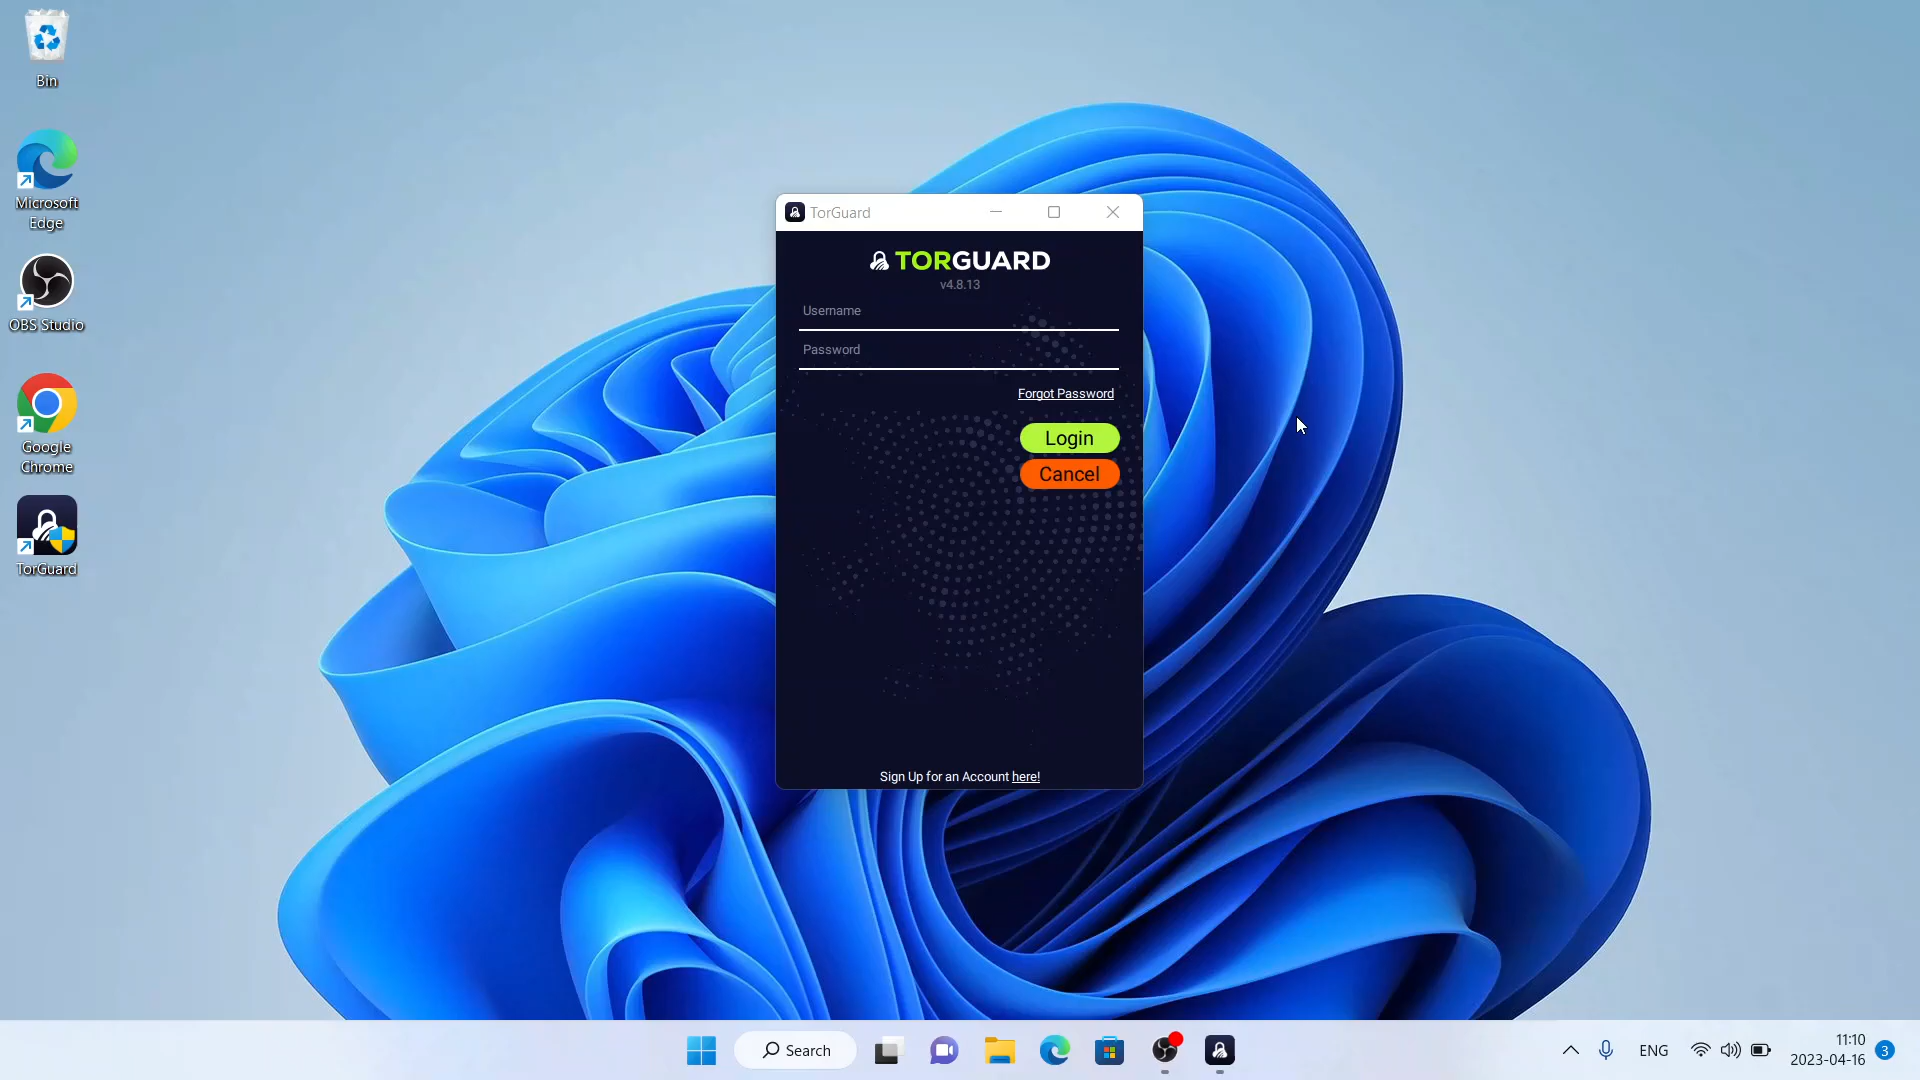 Bin
Microsoft
Edge
OBS Studio
Google
Chrome
TorGuard
TorGuard
TORGUARD
v4.8.13
Username
Password
Forgot Password
Login
Cancel
Sign Up for an Account here!
Search
ENG
11:10
2023-04-16
3